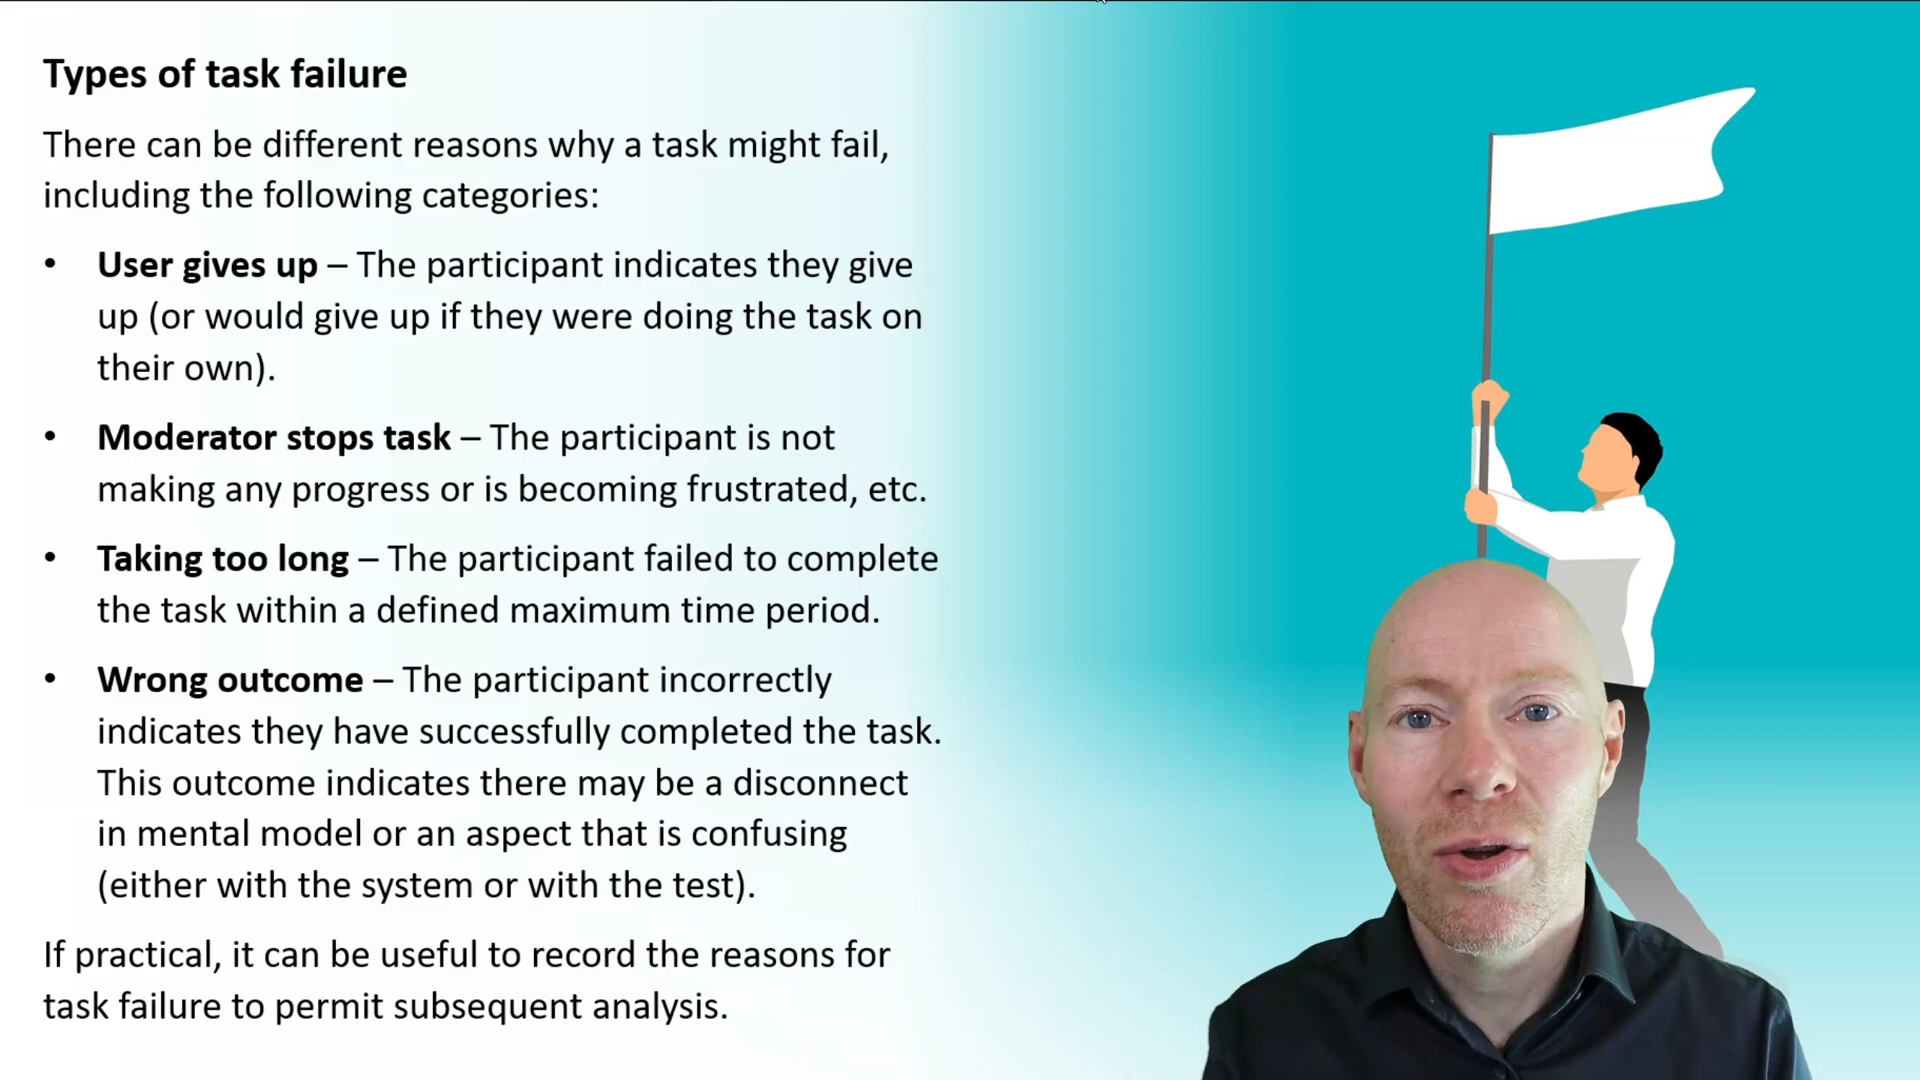 Types of task failure
There can be different reasons why a task might fail,
including the following categories:
• User gives up – The participant indicates they give
up (or would give up if they were doing the task on
their own).
• Moderator stops task – The participant is not
making any progress or is becoming frustrated, etc.
• Taking too long – The participant failed to complete
the task within a defined maximum time period.
• Wrong outcome – The participant incorrectly
indicates they have successfully completed the task.
This outcome indicates there may be a disconnect
in mental model or an aspect that is confusing
(either with the system or with the test).
If practical, it can be useful to record the reasons for
task failure to permit subsequent analysis.